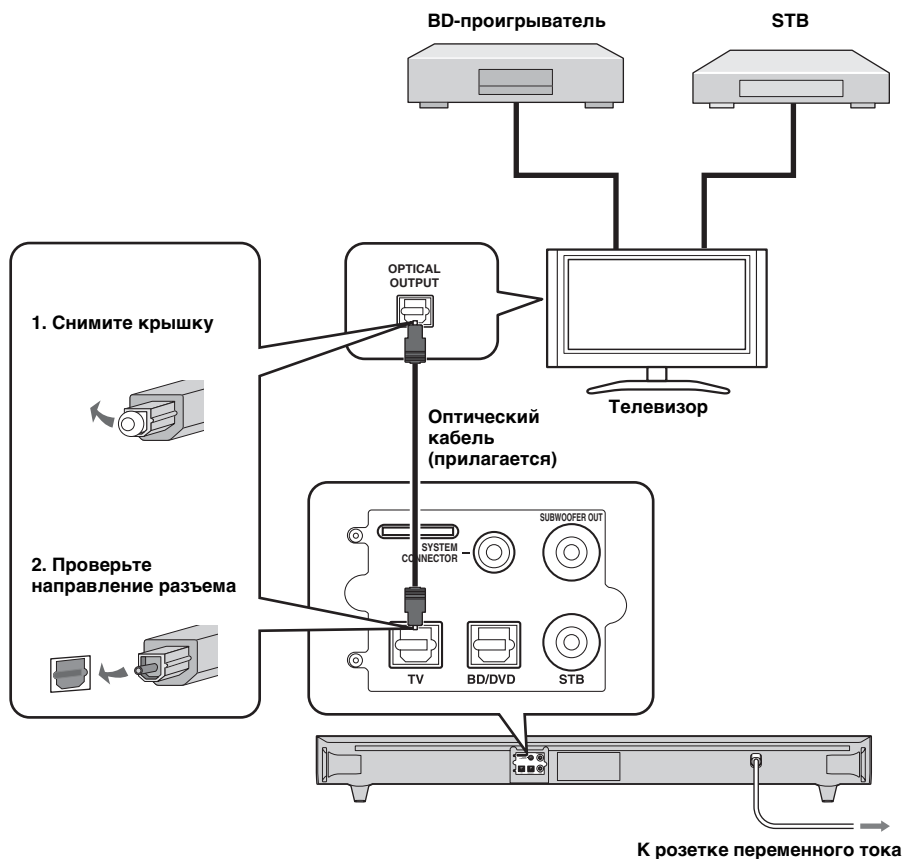 BD-проигрыватель
STB
OPTICAL
OUTPUT
1. Снимите крышку
Телевизор
Оптический
кабель
(прилагается)
SUBWOOFER OUT
SYSTEM
CONNECTOR
2. Проверьте
направление разъема
TV
BD/DVD
STB
К розетке переменного тока